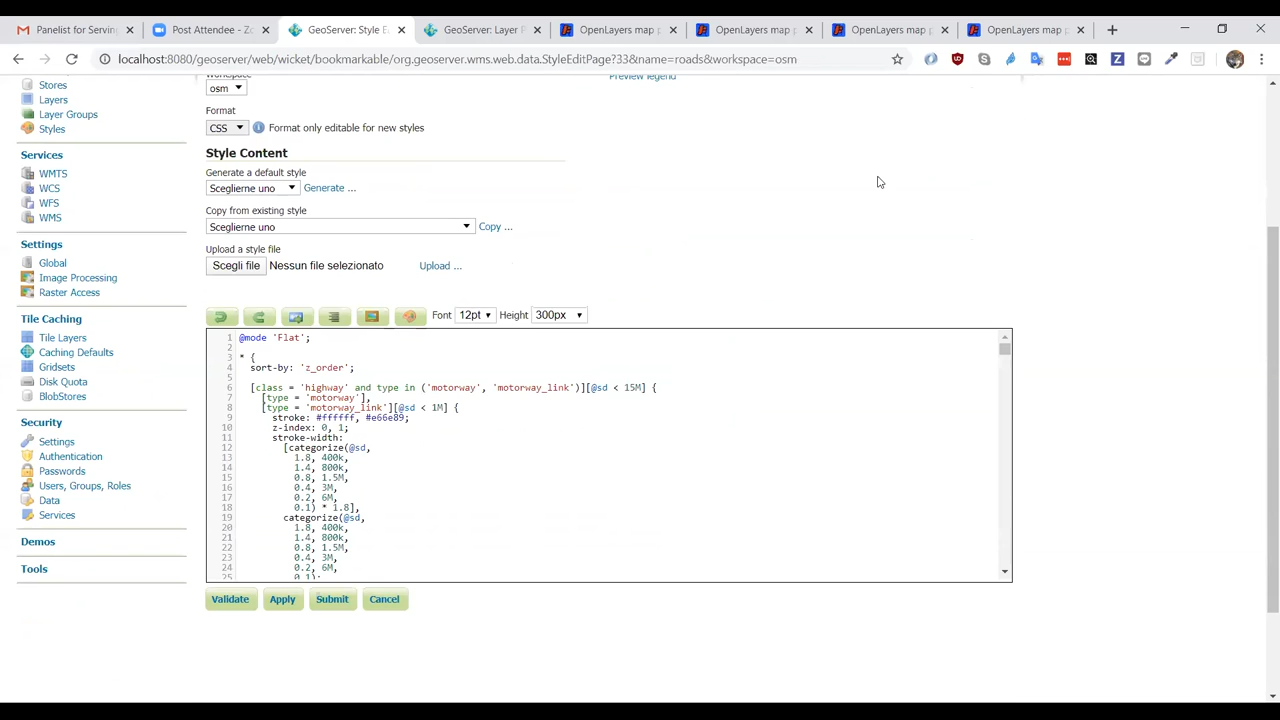 Panelist for Serving
Post Attendee - Zo
GeoServer: Style E
GeoServer: Layer P
OpenLayers map p
OpenLayers map p
OpenLayers map p
OpenLayers map p
localhost:8080/geoserver/web/wicket/bookmarkable/org.geoserver.wms.web.data.StyleEditPage?33&name=roads&workspace=osm
Stores
Layers
Layer Groups
Styles
Services
WMTS
WCS
WFS
WMS
Settings
Global
Image Processing
Raster Access
Tile Caching
Tile Layers
Caching Defaults
Gridsets
Disk Quota
BlobStores
Security
Settings
Authentication
Passwords
Users, Groups, Roles
Data
Services
Demos
Tools
Workspace
Preview legend
osm
Format
CSS Format only editable for new styles
Style Content
Generate a default style
Sceglierne uno Generate ...
Copy from existing style
Sceglierne uno Copy ...
Upload a style file
Scegli file Nessun file selezionato Upload ...
Font 12pt Height 300px
1 @mode 'Flat';
2
3 * {
4 sort-by: 'z_order';
5
6 [class = 'highway' and type in ('motorway', 'motorway_link')][@sd < 15M] {
7 [type = 'motorway'],
8 [type = 'motorway_link'][@sd < 1M] {
9 stroke: #ffffff, #e66e89;
10 z-index: 0, 1;
11 stroke-width:
12 [categorize(@sd,
13 1.8, 400k,
14 1.4, 800k,
15 0.8, 1.5M,
16 0.4, 3M,
17 0.2, 6M,
18 0.1) * 1.8],
19 categorize(@sd,
20 1.8, 400k,
21 1.4, 800k,
22 0.8, 1.5M,
23 0.4, 3M,
24 0.2, 6M,
25 0.1);
Validate Apply Submit Cancel